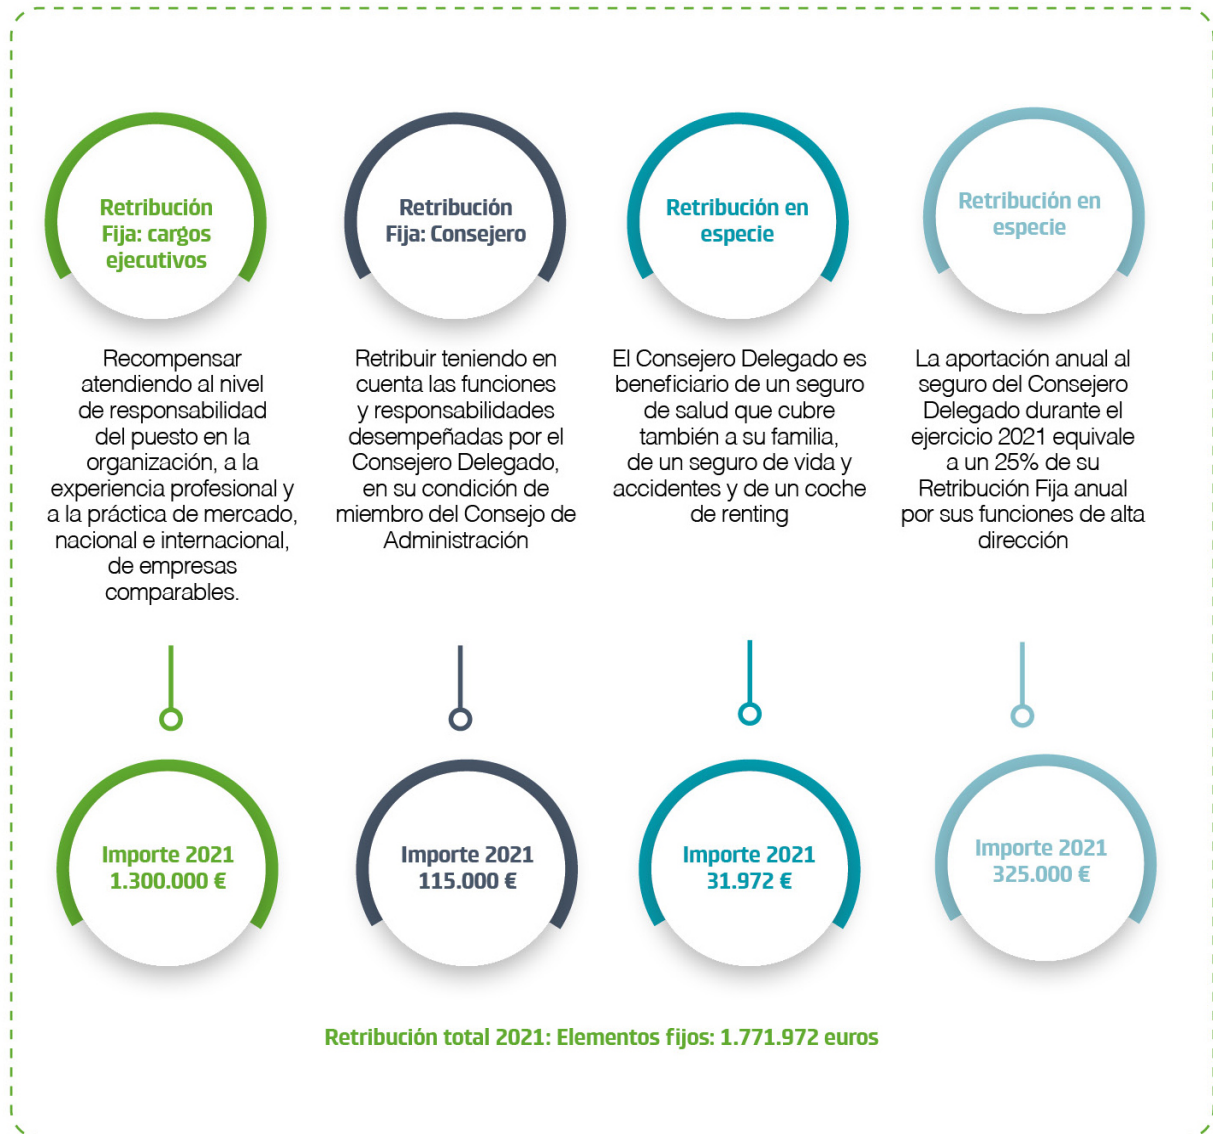 Retribución
Fija: cargos
ejecutivos
Recompensar
atendiendo al nivel
de responsabilidad
del puesto en la
organización, a la
experiencia profesional y
a la práctica de mercado,
nacional e internacional,
de empresas
comparables.
Importe 2021
1.300.000 €
Retribución
Fija: Consejero
Retribuir teniendo en
cuenta las funciones
y responsabilidades
desempeñadas por el
Consejero Delegado,
en su condición de
miembro del Consejo de
Administración
Importe 2021
115.000 €
Retribución en
especie
El Consejero Delegado es
beneficiario de un seguro
de salud que cubre
también a su familia,
de un seguro de vida y
accidentes y de un coche
de renting
Importe 2021
31.972 €
Retribución en
especie
La aportación anual al
seguro del Consejero
Delegado durante el
ejercicio 2021 equivale
a un 25% de su
Retribución Fija anual
por sus funciones de alta
dirección
Importe 2021
325.000 €
Retribución total 2021: Elementos fijos: 1.771.972 euros